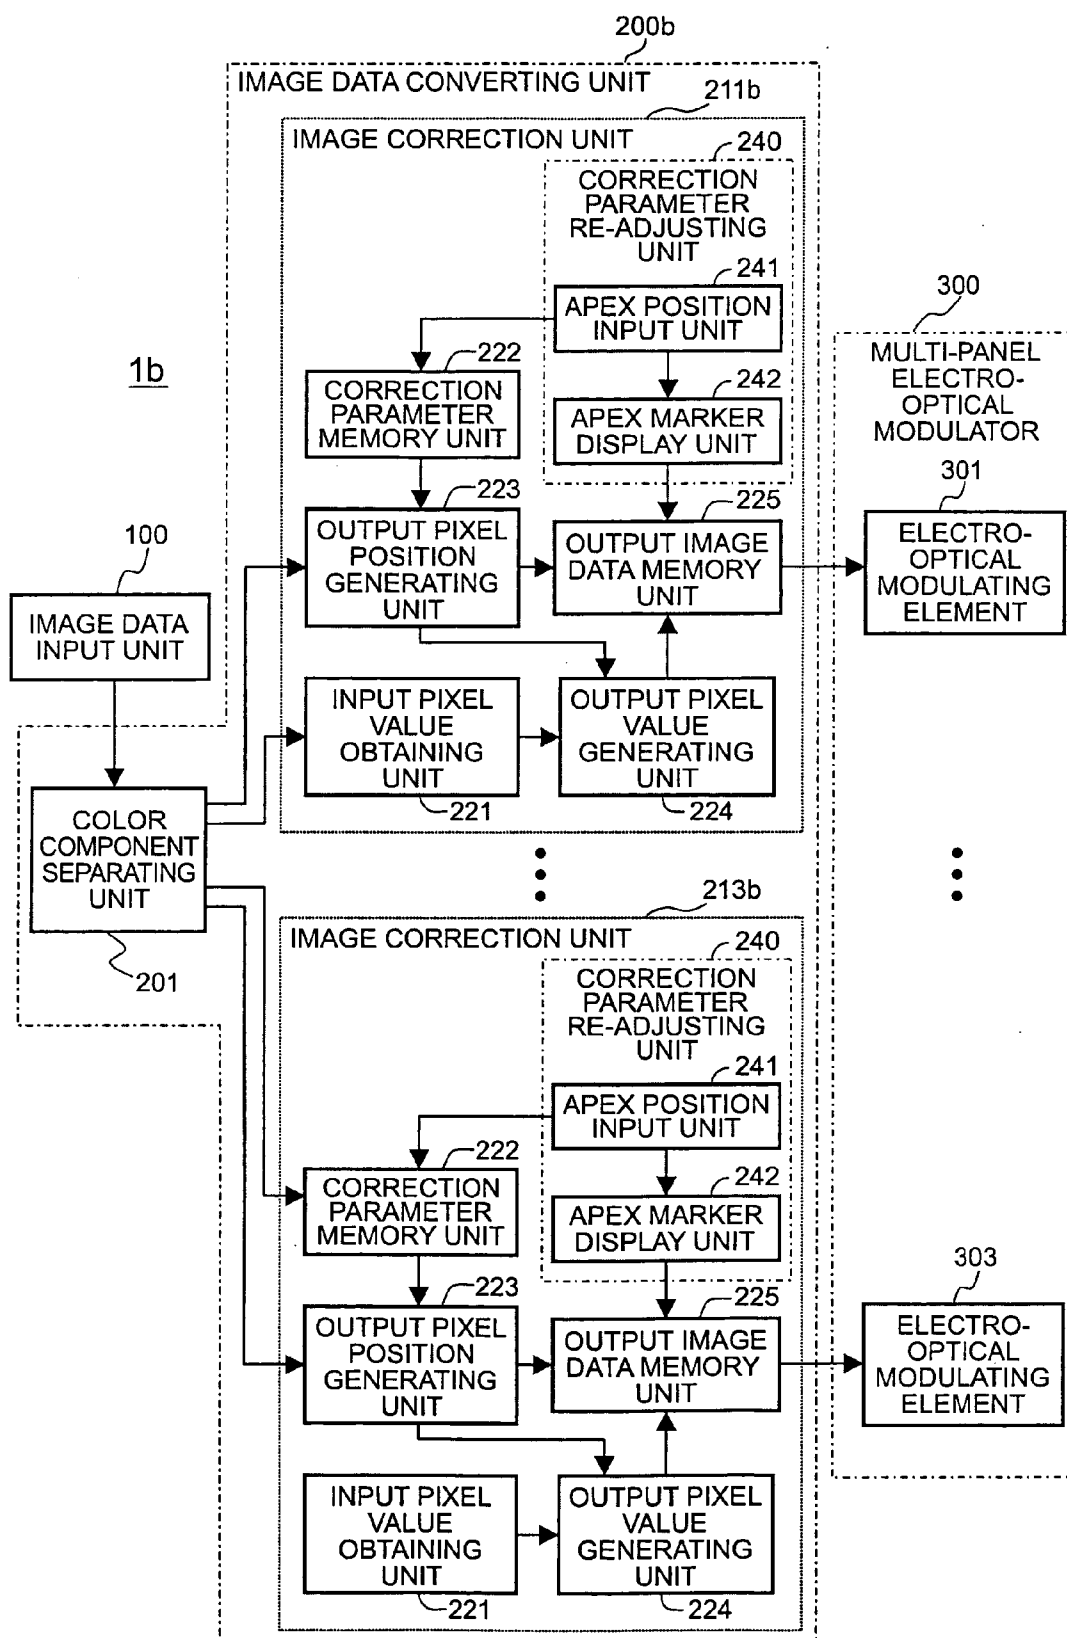 200b
IMAGE DATA CONVERTING UNIT
211b
IMAGE CORRECTION UNIT
240
CORRECTION
PARAMETER
RE-ADJUSTING
UNIT
241
APEX POSITION
INPUT UNIT
300
MULTI-PANEL
ELECTRO-
OPTICAL
MODULATOR
1b
222
CORRECTION
PARAMETER
MEMORY UNIT
242
APEX MARKER
DISPLAY UNIT
301
ELECTRO-
OPTICAL
MODULATING
ELEMENT
223
OUTPUT PIXEL
POSITION
GENERATING
UNIT
225
OUTPUT IMAGE
DATA MEMORY
UNIT
100
IMAGE DATA
INPUT UNIT
INPUT PIXEL
VALUE
OBTAINING
UNIT
221
OUTPUT PIXEL
VALUE
GENERATING
UNIT
224
COLOR
COMPONENT
SEPARATING
UNIT
201
213b
IMAGE CORRECTION UNIT
240
CORRECTION
PARAMETER
RE-ADJUSTING
UNIT
241
APEX POSITION
INPUT UNIT
222
CORRECTION
PARAMETER
MEMORY UNIT
242
APEX MARKER
DISPLAY UNIT
303
ELECTRO-
OPTICAL
MODULATING
ELEMENT
223
OUTPUT PIXEL
POSITION
GENERATING
UNIT
225
OUTPUT IMAGE
DATA MEMORY
UNIT
INPUT PIXEL
VALUE
OBTAINING
UNIT
221
OUTPUT PIXEL
VALUE
GENERATING
UNIT
224